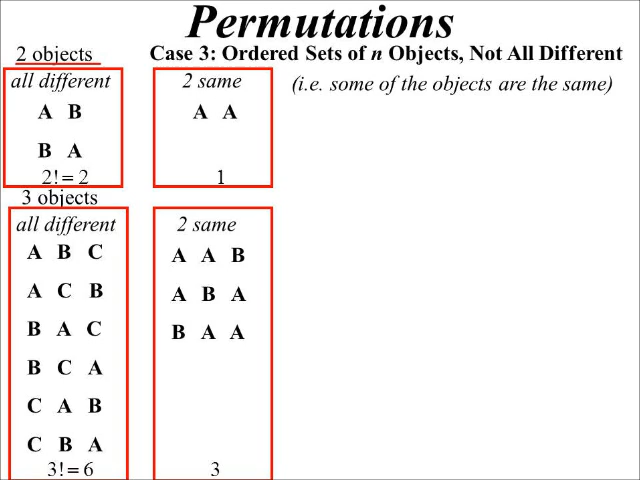 Permutations
2 objects
Case 3: Ordered Sets of n Objects, Not All Different
(i.e. some of the objects are the same)
all different
A B
B A
2! = 2
2 same
A A
1
3 objects
all different
A B C
A C B
B A C
B C A
C A B
C B A
3! = 6
2 same
A A B
A B A
B A A
3